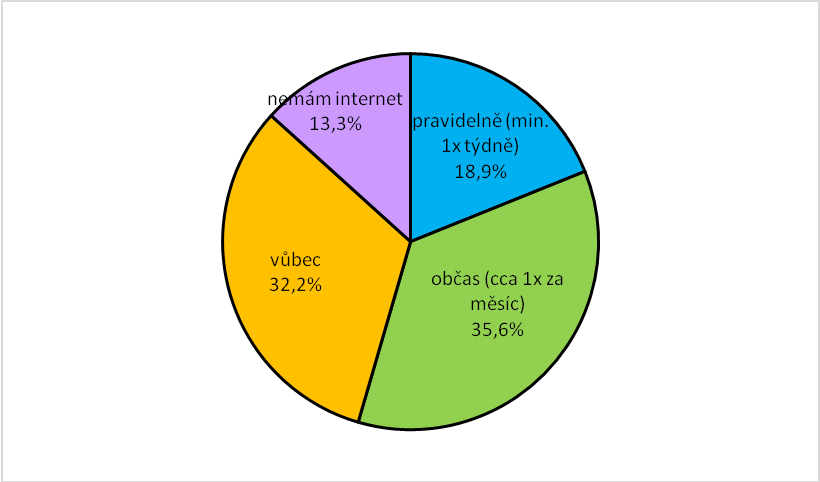 nemám internet
13,3%
pravidelně (min.
1x týdně)
18,9%
vůbec
32,2%
občas (cca 1x za
měsíc)
35,6%